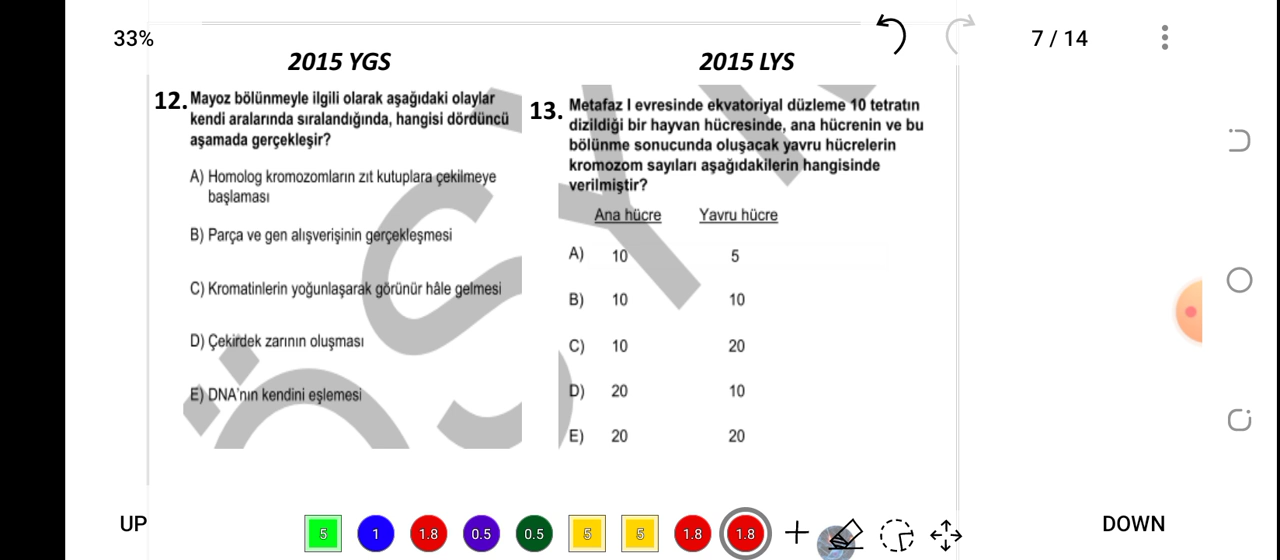 33%
7 / 14
2015 YGS
12. Mayoz bölünmeyle ilgili olarak aşağıdaki olaylar
kendi aralarında sıralandığında, hangisi dördüncü
aşamada gerçekleşir?
A) Homolog kromozomların zıt kutuplara çekilmeye
başlaması
B) Parça ve gen alışverişinin gerçekleşmesi
C) Kromatinlerin yoğunlaşarak görünür hâle gelmesi
D) Çekirdek zarının oluşması
E) DNA'nın kendini eşlemesi
2015 LYS
13. Metafaz I evresinde ekvatoriyal düzleme 10 tetratın
dizildiği bir hayvan hücresinde, ana hücrenin ve bu
bölünme sonucunda oluşacak yavru hücrelerin
kromozom sayıları aşağıdakilerin hangisinde
verilmiştir?
Ana hücre Yavru hücre
A) 10 5
B) 10 10
C) 10 20
D) 20 10
E) 20 20
UP
5 1 1.8 0.5 0.5 5 5 1.8 1.8
DOWN